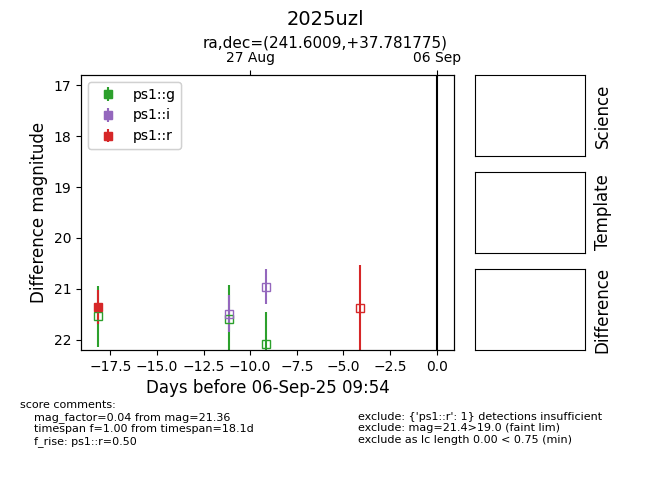 2025uzl
ra,dec=(241.6009,+37.781775)
27 Aug 06 Sep
ps1::g
ps1::i
ps1::r
17
18
19
20
21
22
Difference magnitude
−17.5 −15.0 −12.5 −10.0 −7.5 −5.0 −2.5 0.0
Days before 06-Sep-25 09:54
Science
Template
Difference
score comments:
mag_factor=0.04 from mag=21.36
timespan f=1.00 from timespan=18.1d
f_rise: ps1::r=0.50
exclude: {'ps1::r': 1} detections insufficient
exclude: mag=21.4>19.0 (faint lim)
exclude as lc length 0.00 < 0.75 (min)